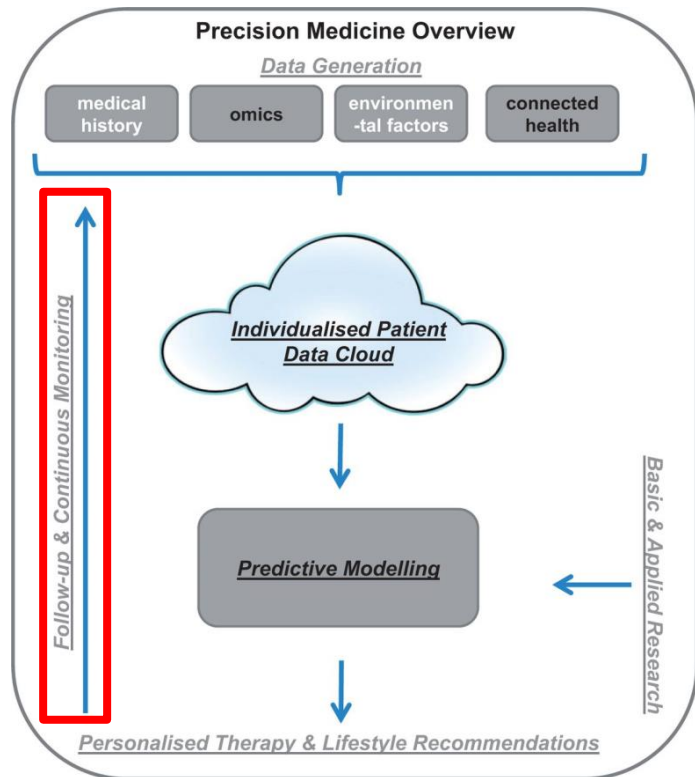 Precision Medicine Overview
Data Generation
medical
history
omics
environmen
-tal factors
connected
health
Individualised Patient
Data Cloud
Follow-up & Continuous Monitoring
Predictive Modelling
Basic & Applied Research
Personalised Therapy & Lifestyle Recommendations